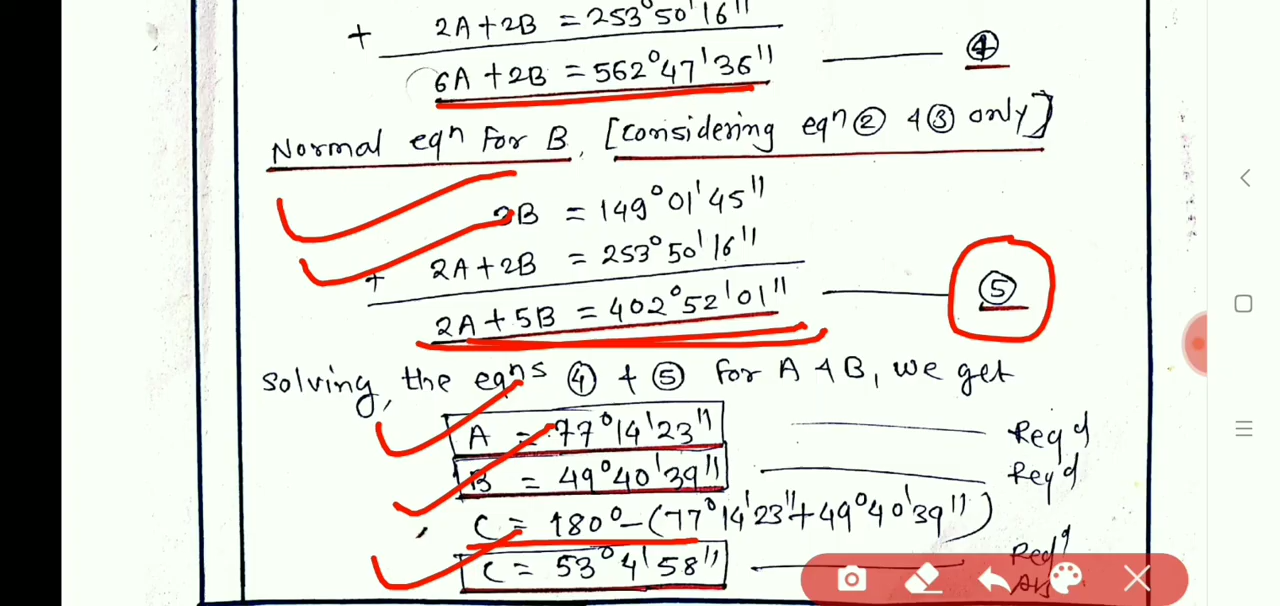 + 2A+2B = 253°50'16"
6A+2B = 562°47'36" ④
Normal eqn For B, [Considering eqn ② & ③ only]
3B = 149°01'45"
+ 2A+2B = 253°50'16"
2A+5B = 402°52'01" ⑤
Solving, the eqns ④ & ⑤ for A & B, we get
A = 77°14'23" Req'd
B = 49°40'39" Req'd
C = 180°-(77°14'23"+49°40'39")
C = 53°4'58" Req'd